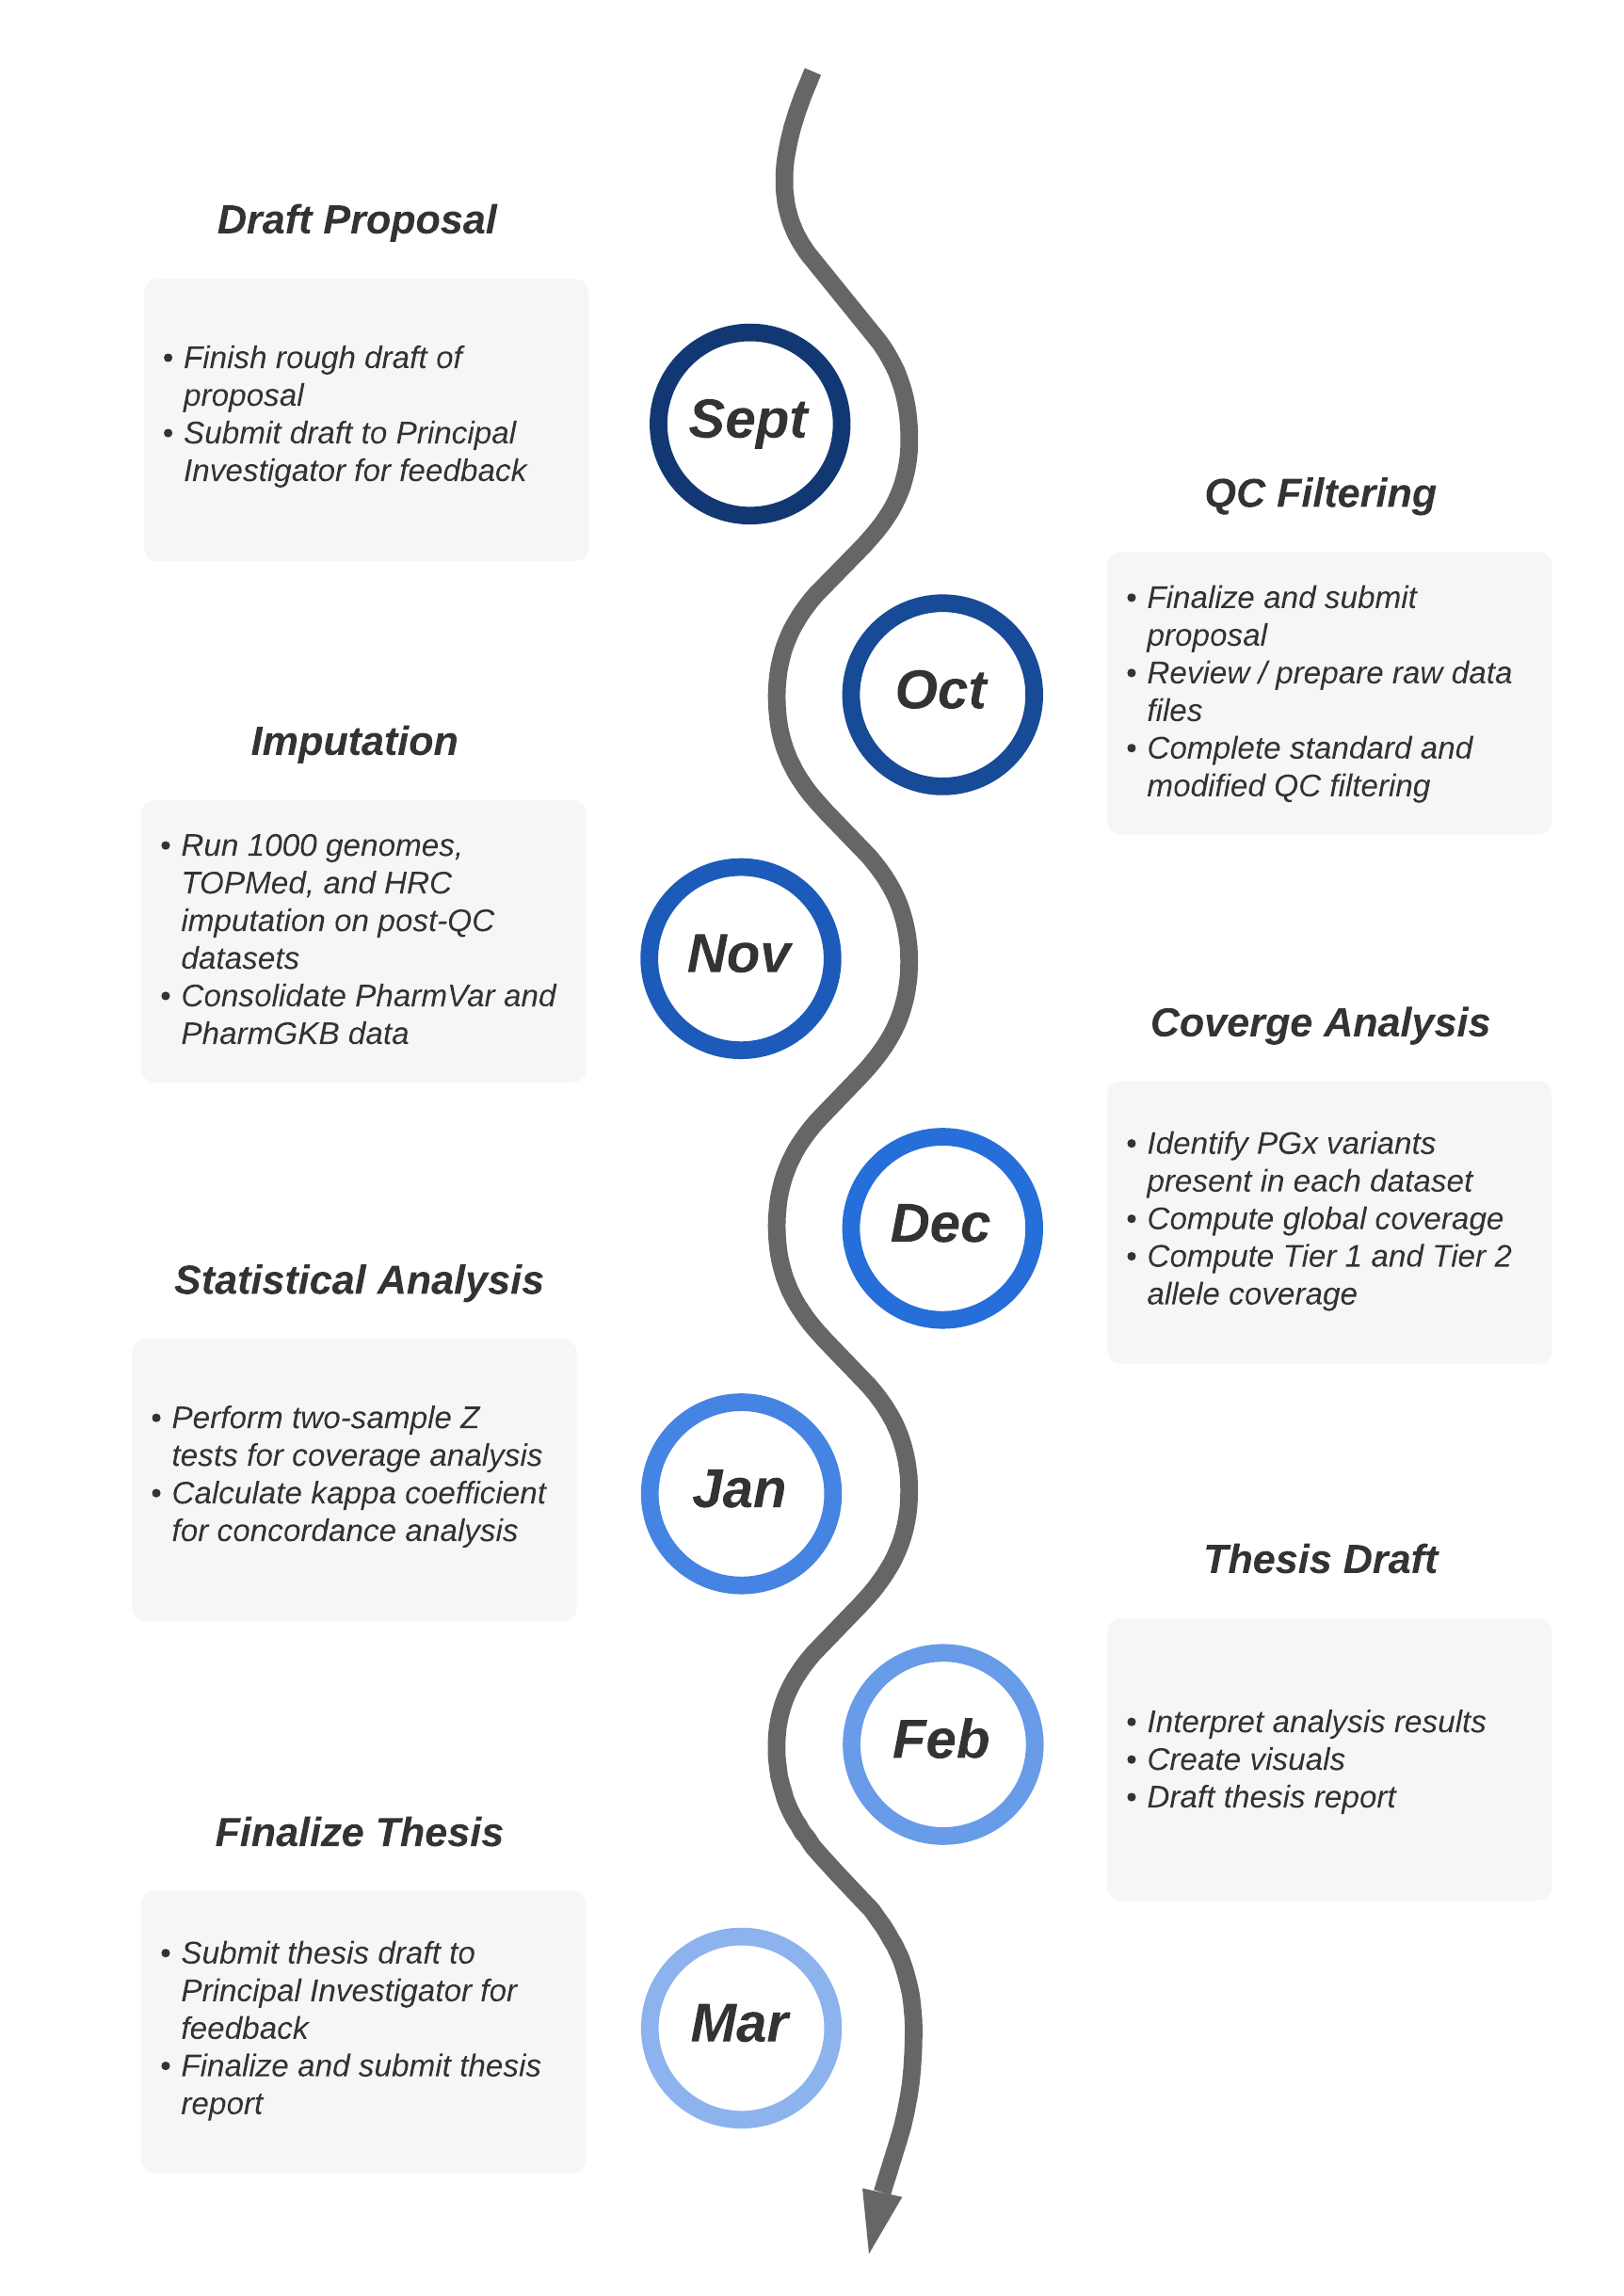 Draft Proposal
• Finish rough draft of
proposal
• Submit draft to Principal
Investigator for feedback
Sept
QC Filtering
• Finalize and submit
proposal
• Review / prepare raw data
files
• Complete standard and
modified QC filtering
Oct
Imputation
• Run 1000 genomes,
TOPMed, and HRC
imputation on post-QC
datasets
• Consolidate PharmVar and
PharmGKB data
Nov
Coverge Analysis
• Identify PGx variants
present in each dataset
• Compute global coverage
• Compute Tier 1 and Tier 2
allele coverage
Dec
Statistical Analysis
• Perform two-sample Z
tests for coverage analysis
• Calculate kappa coefficient
for concordance analysis
Jan
Thesis Draft
• Interpret analysis results
• Create visuals
• Draft thesis report
Feb
Finalize Thesis
• Submit thesis draft to
Principal Investigator for
feedback
• Finalize and submit thesis
report
Mar